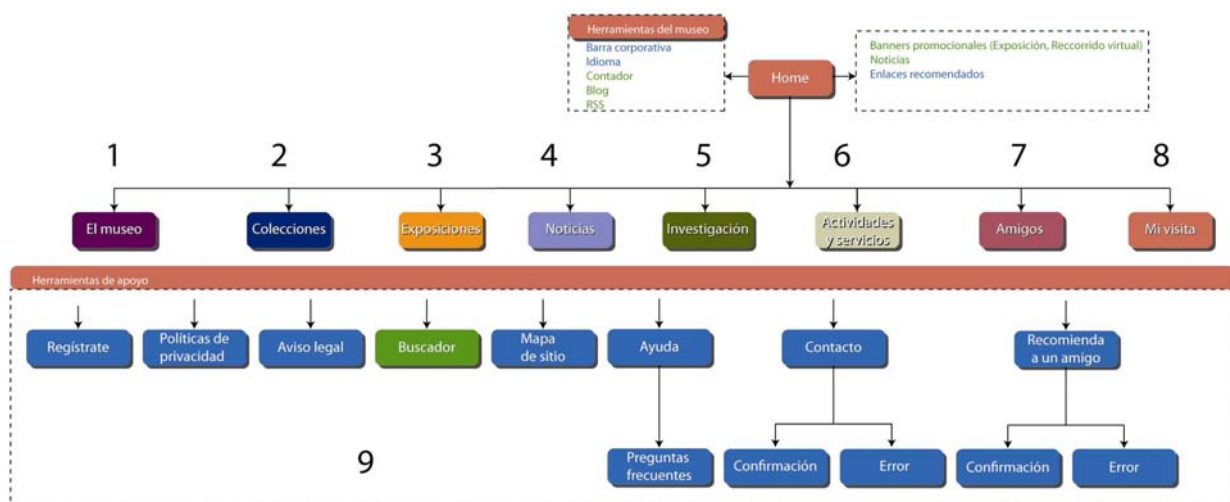 Herramientas del museo
Barra corporativa
Idioma
Contador
Blog
RSS
Home
Banners promocionales (Exposición, Reccorrido virtual)
Noticias
Enlaces recomendados
1
2
3
4
5
6
7
8
El museo
Colecciones
Exposiciones
Noticias
Investigación
Actividades
y servicios
Amigos
Mi visita
Herramientas de apoyo
Regístrate
Políticas de
privacidad
Aviso legal
Buscador
Mapa
de sitio
Ayuda
Contacto
Recomienda
a un amigo
9
Preguntas
frecuentes
Confirmación
Error
Confirmación
Error